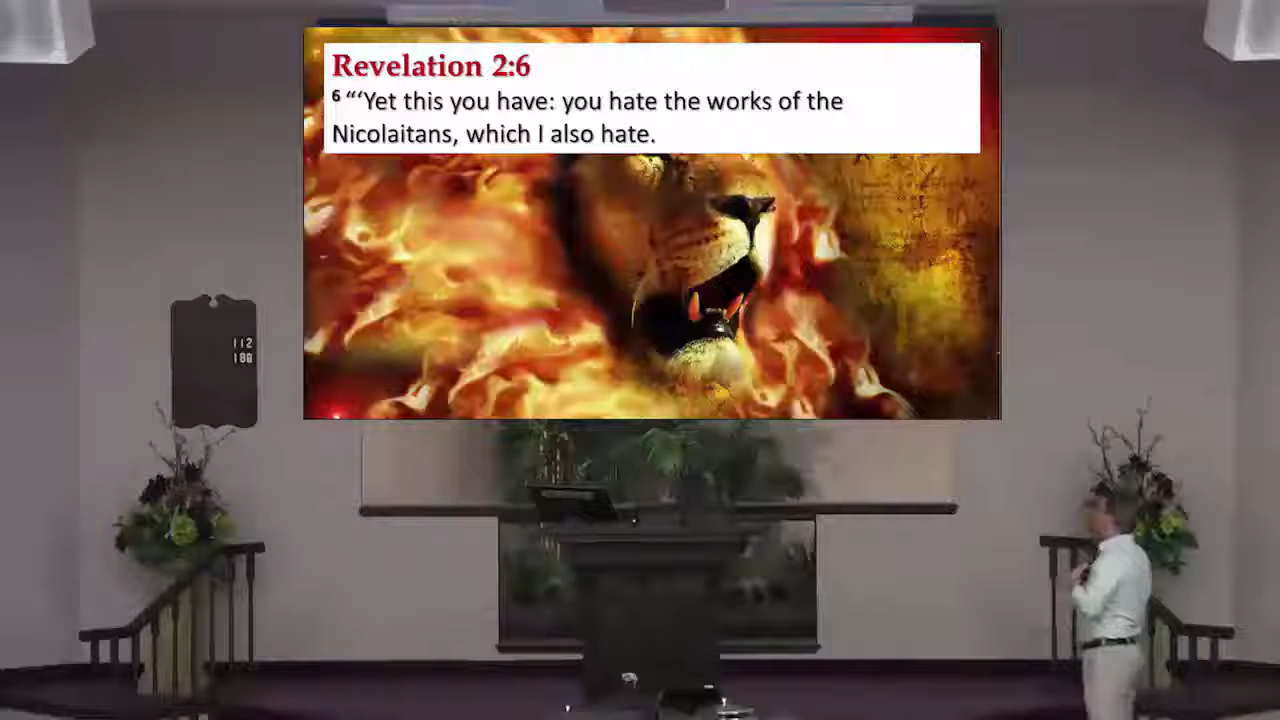 Revelation 2:6
6 “‘Yet this you have: you hate the works of the
Nicolaitans, which I also hate.
112
188